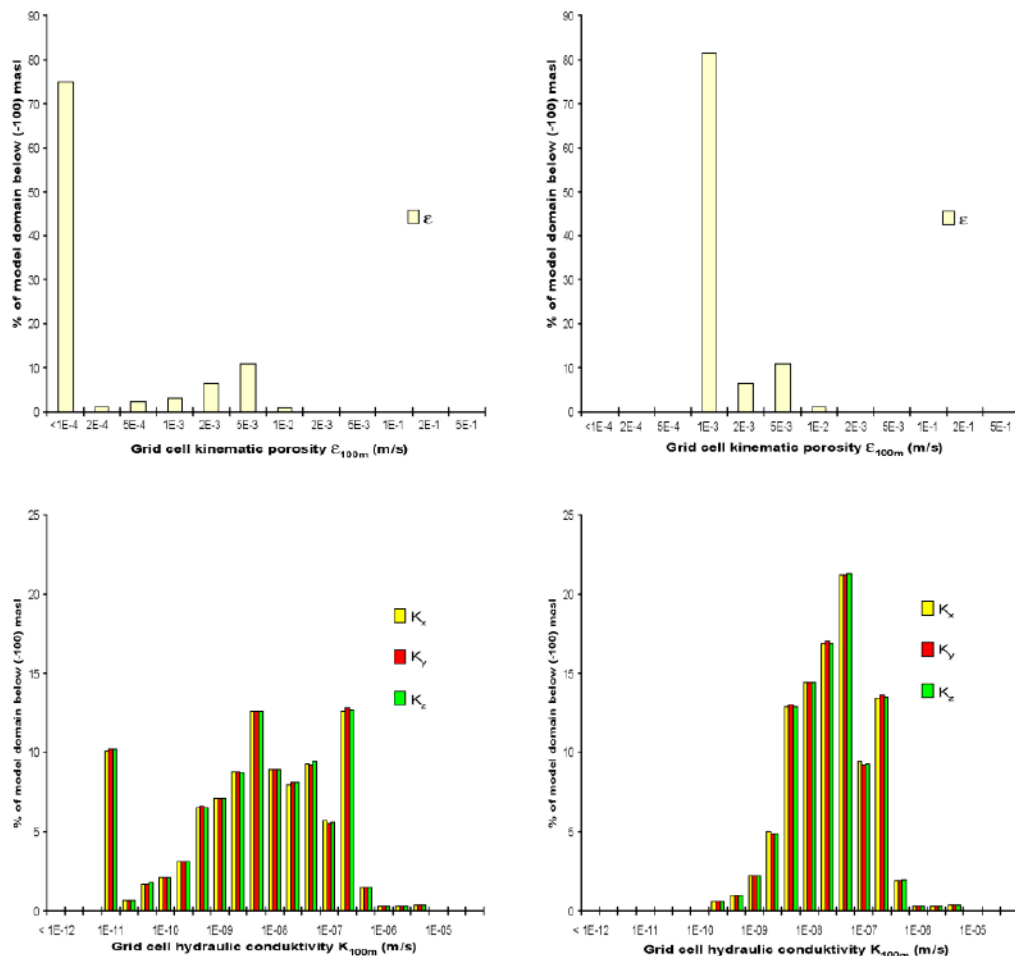 % of model domain below (-100) masl
90
80
70
60
50
40
30
20
10
0
ε
<1E-4 2E-4 5E-4 1E-3 2E-3 5E-3 1E-2 2E-3 5E-3 1E-1 2E-1 5E-1
Grid cell kinematic porosity ε100m (m/s)
% of model domain below (-100) masl
90
80
70
60
50
40
30
20
10
0
ε
<1E-4 2E-4 5E-4 1E-3 2E-3 5E-3 1E-2 2E-3 5E-3 1E-1 2E-1 5E-1
Grid cell kinematic porosity ε100m (m/s)
% of model domain below (-100) masl
25
20
15
10
5
0
Kx
Ky
Kz
< 1E-12 1E-11 1E-10 1E-09 1E-08 1E-07 1E-06 1E-05
Grid cell hydraulic conduktivity K100m (m/s)
% of model domain below (-100) masl
25
20
15
10
5
0
Kx
Ky
Kz
< 1E-12 1E-11 1E-10 1E-09 1E-08 1E-07 1E-06 1E-05
Grid cell hydraulic conduktivity K100m (m/s)